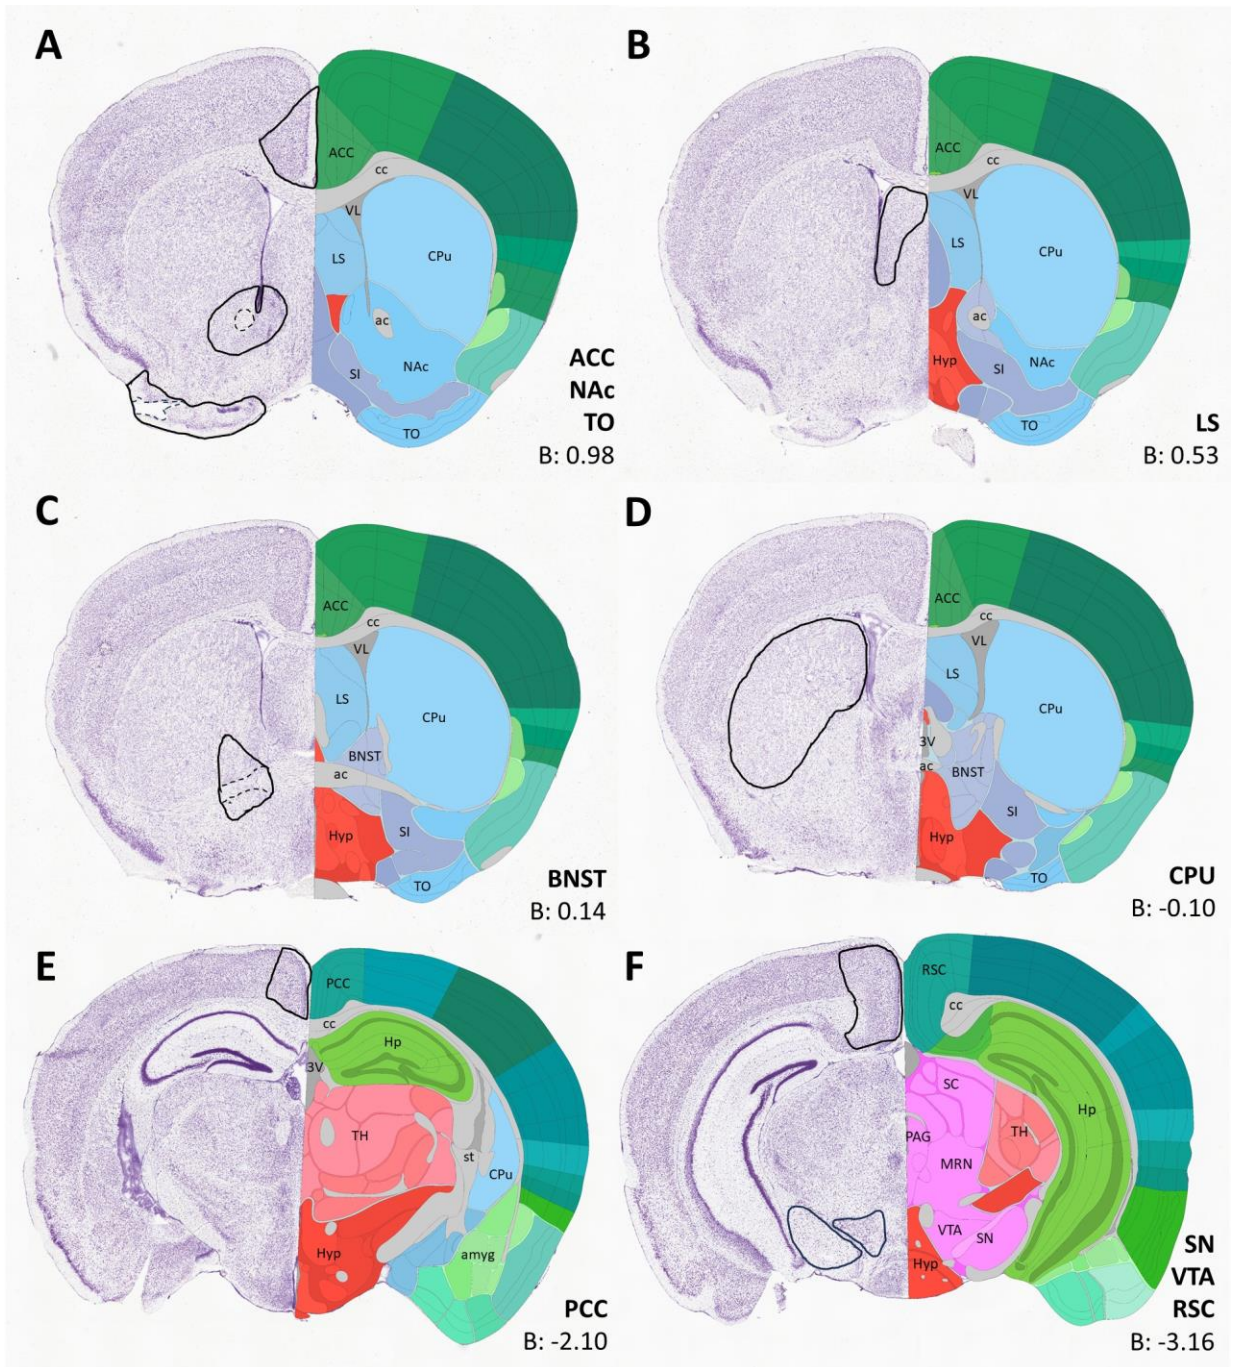 A
ACC
cc
VL
LS
CPu
ac
NAc
SI
TO
ACC
NAc
TO
B: 0.98
B
ACC
cc
VL
LS
CPu
ac
Hyp
SI
NAc
TO
LS
B: 0.53
C
ACC
cc
VL
LS
CPu
BNST
ac
Hyp
SI
TO
BNST
B: 0.14
D
ACC
cc
VL
LS
CPu
3V
ac
BNST
SI
Hyp
TO
CPU
B: -0.10
E
PCC
cc
Hp
3V
TH
st
CPu
Hyp
amyg
PCC
B: -2.10
F
RSC
cc
SC
Hp
PAG
TH
MRN
VTA
SN
Hyp
SN
VTA
RSC
B: -3.16